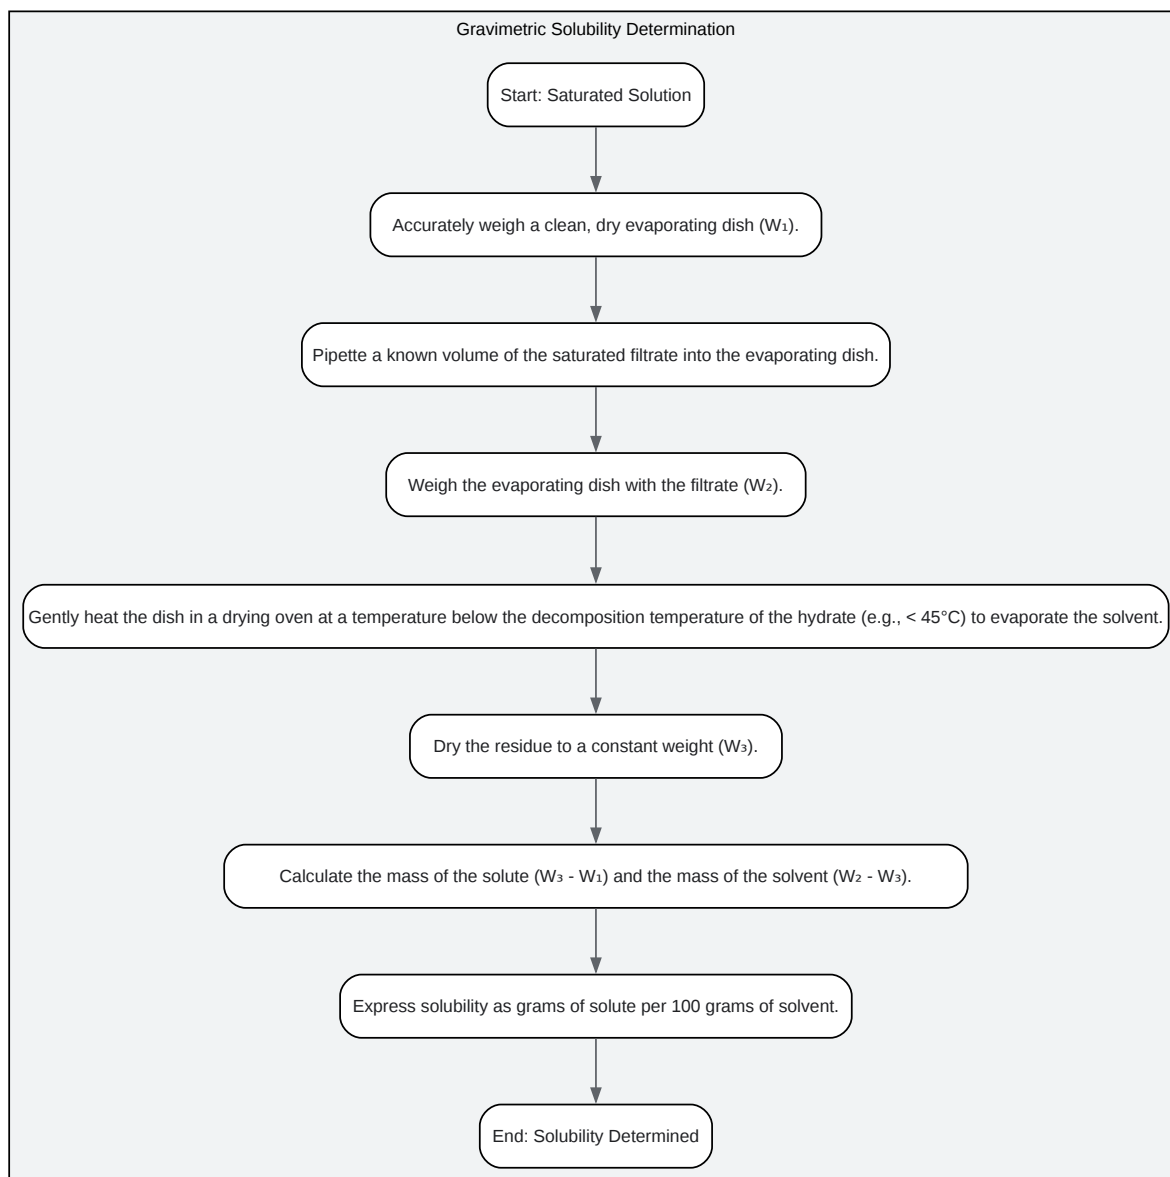 Gravimetric Solubility Determination
Start: Saturated Solution
Accurately weigh a clean, dry evaporating dish (W₁).
Pipette a known volume of the saturated filtrate into the evaporating dish.
Weigh the evaporating dish with the filtrate (W₂).
Gently heat the dish in a drying oven at a temperature below the decomposition temperature of the hydrate (e.g., < 45°C) to evaporate the solvent.
Dry the residue to a constant weight (W₃).
Calculate the mass of the solute (W₃ - W₁) and the mass of the solvent (W₂ - W₃).
Express solubility as grams of solute per 100 grams of solvent.
End: Solubility Determined